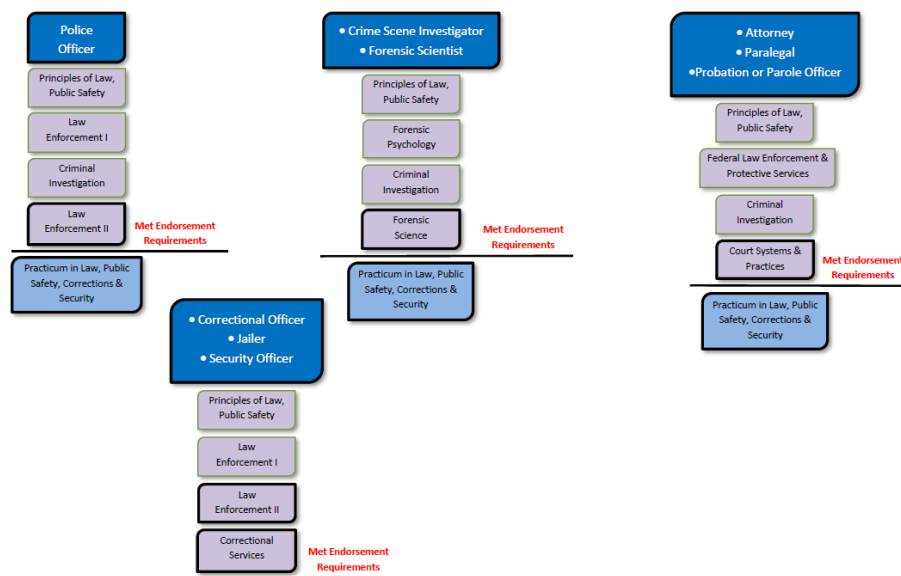 Police
Officer
Principles of Law,
Public Safety
Law
Enforcement I
Criminal
Investigation
Law
Enforcement II
Met Endorsement
Requirements
Practicum in Law, Public
Safety, Corrections &
Security
• Crime Scene Investigator
• Forensic Scientist
Principles of Law,
Public Safety
Forensic
Psychology
Criminal
Investigation
Forensic
Science
Met Endorsement
Requirements
Practicum in Law, Public
Safety, Corrections &
Security
• Attorney
• Paralegal
•Probation or Parole Officer
Principles of Law,
Public Safety
Federal Law Enforcement &
Protective Services
Criminal
Investigation
Court Systems &
Practices
Met Endorsement
Requirements
Practicum in Law, Public
Safety, Corrections &
Security
• Correctional Officer
• Jailer
• Security Officer
Principles of Law,
Public Safety
Law
Enforcement I
Law
Enforcement II
Correctional
Services
Met Endorsement
Requirements